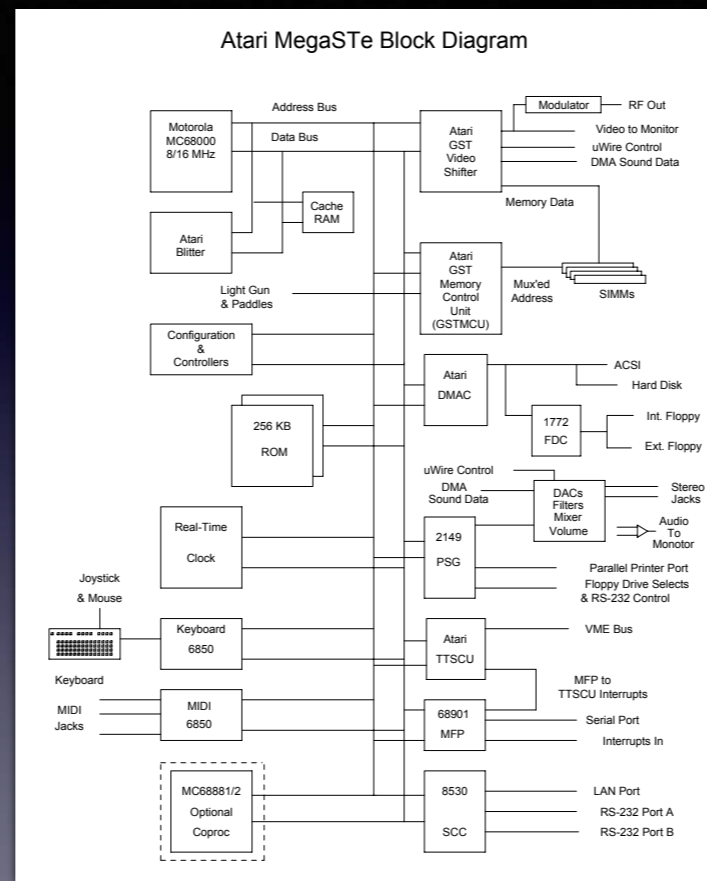 Atari MegaSTe Block Diagram
Address Bus
Data Bus
Motorola
MC68000
8/16 MHz
Cache
RAM
Atari
Blitter
Atari
GST
Video
Shifter
Modulator
RF Out
Video to Monitor
uWire Control
DMA Sound Data
Memory Data
Light Gun
& Paddles
Atari
GST
Memory
Control
Unit
(GSTMCU)
Mux'ed
Address
SIMMs
Configuration
&
Controllers
Atari
DMAC
ACSI
Hard Disk
1772
FDC
Int. Floppy
Ext. Floppy
256 KB
ROM
uWire Control
DMA
Sound Data
DACs
Filters
Mixer
Volume
Stereo
Jacks
Audio
To
Monotor
Real-Time
Clock
2149
PSG
Parallel Printer Port
Floppy Drive Selects
& RS-232 Control
Joystick
& Mouse
Keyboard
Keyboard
6850
Atari
TTSCU
VME Bus
MFP to
TTSCU Interrupts
MIDI
Jacks
MIDI
6850
68901
MFP
Serial Port
Interrupts In
MC68881/2
Optional
Coproc
8530
SCC
LAN Port
RS-232 Port A
RS-232 Port B